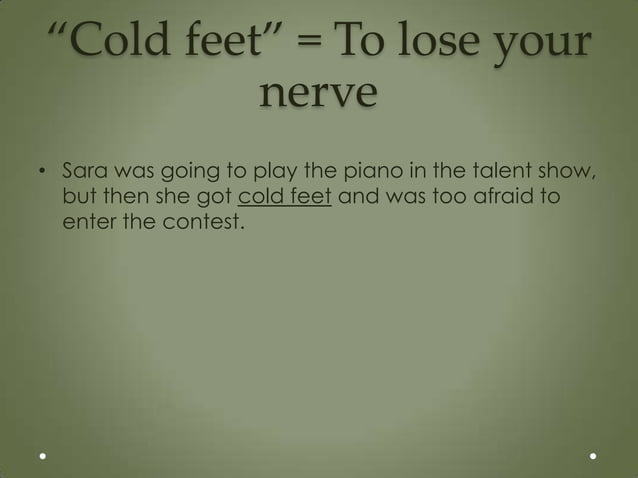 “Cold feet” = To lose your
nerve
• Sara was going to play the piano in the talent show,
but then she got cold feet and was too afraid to
enter the contest.